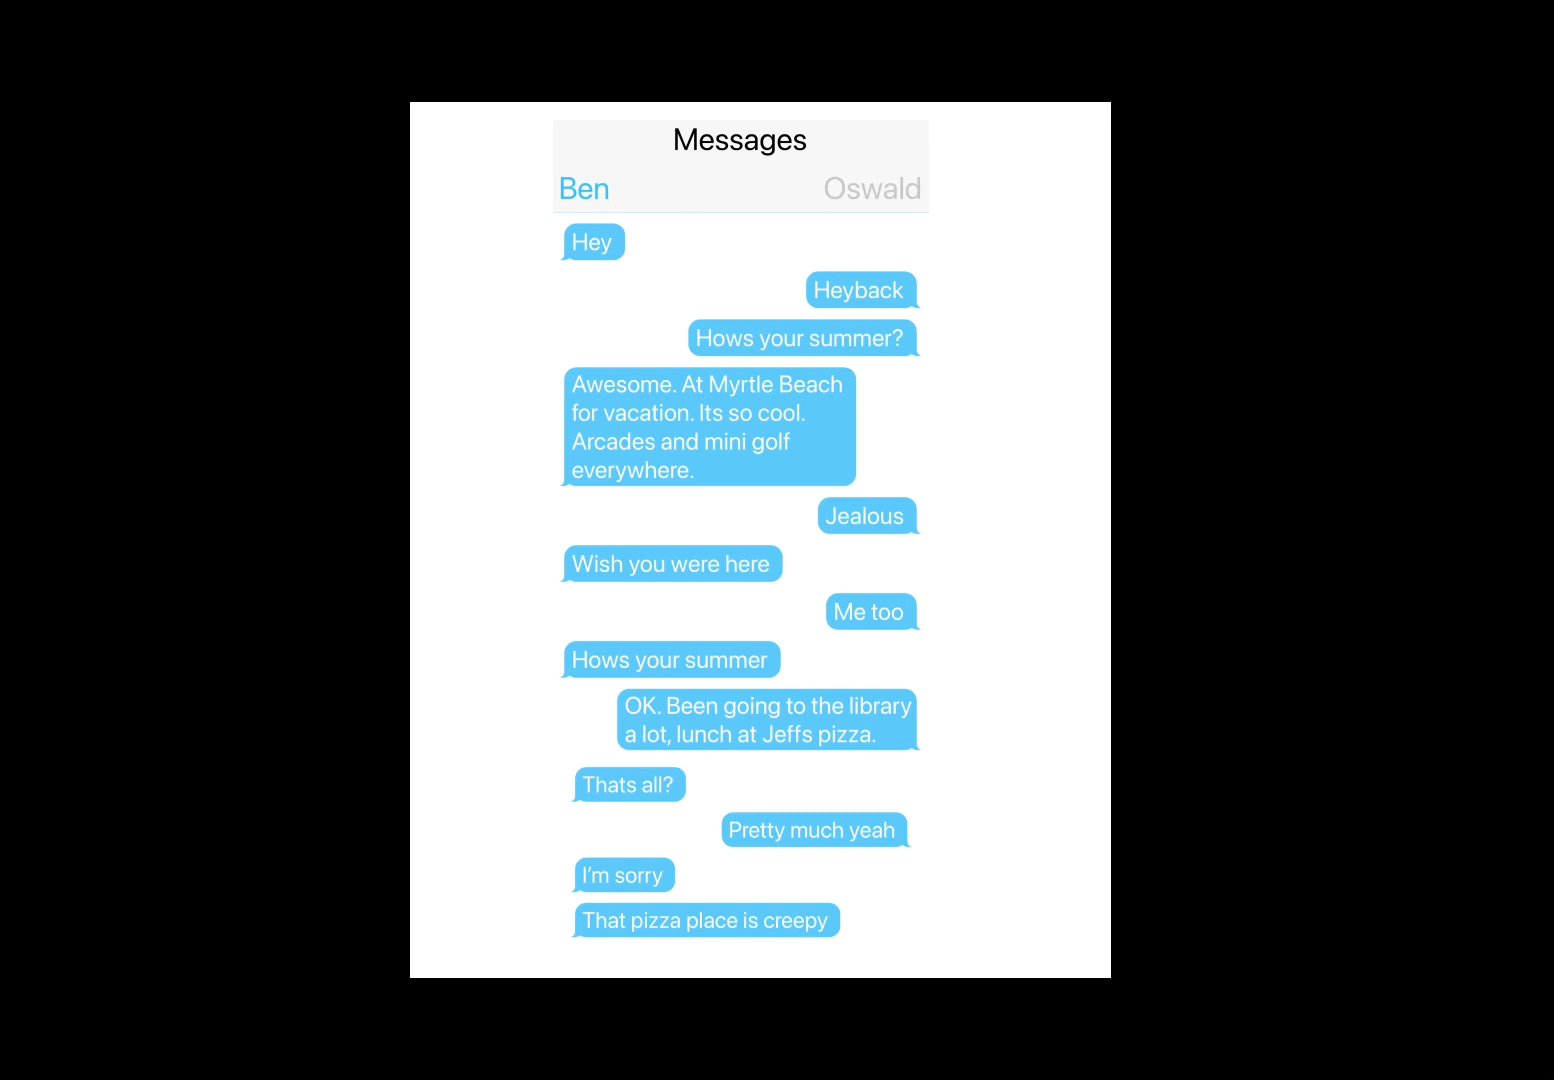 Messages
Ben
Oswald
Hey
Heyback
Hows your summer?
Awesome. At Myrtle Beach
for vacation. Its so cool.
Arcades and mini golf
everywhere.
Jealous
Wish you were here
Me too
Hows your summer
OK. Been going to the library
a lot, lunch at Jeffs pizza.
Thats all?
Pretty much yeah
I'm sorry
That pizza place is creepy